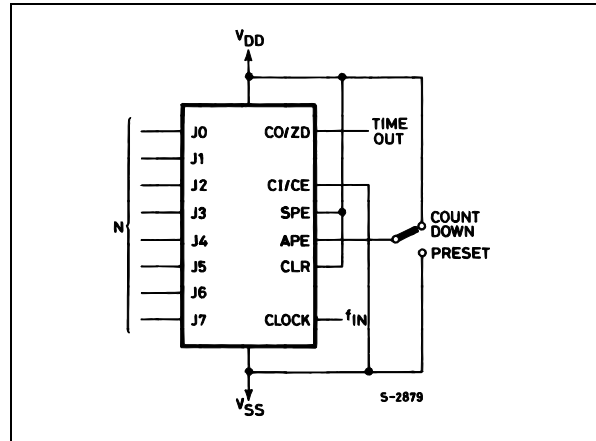 VDD
J0 CO/ZD TIME OUT
J1
J2 CI/CE
J3 SPE
N J4 APE COUNT DOWN
PRESET
J5 CLR
J6
J7 CLOCK fIN
VSS
S-2879